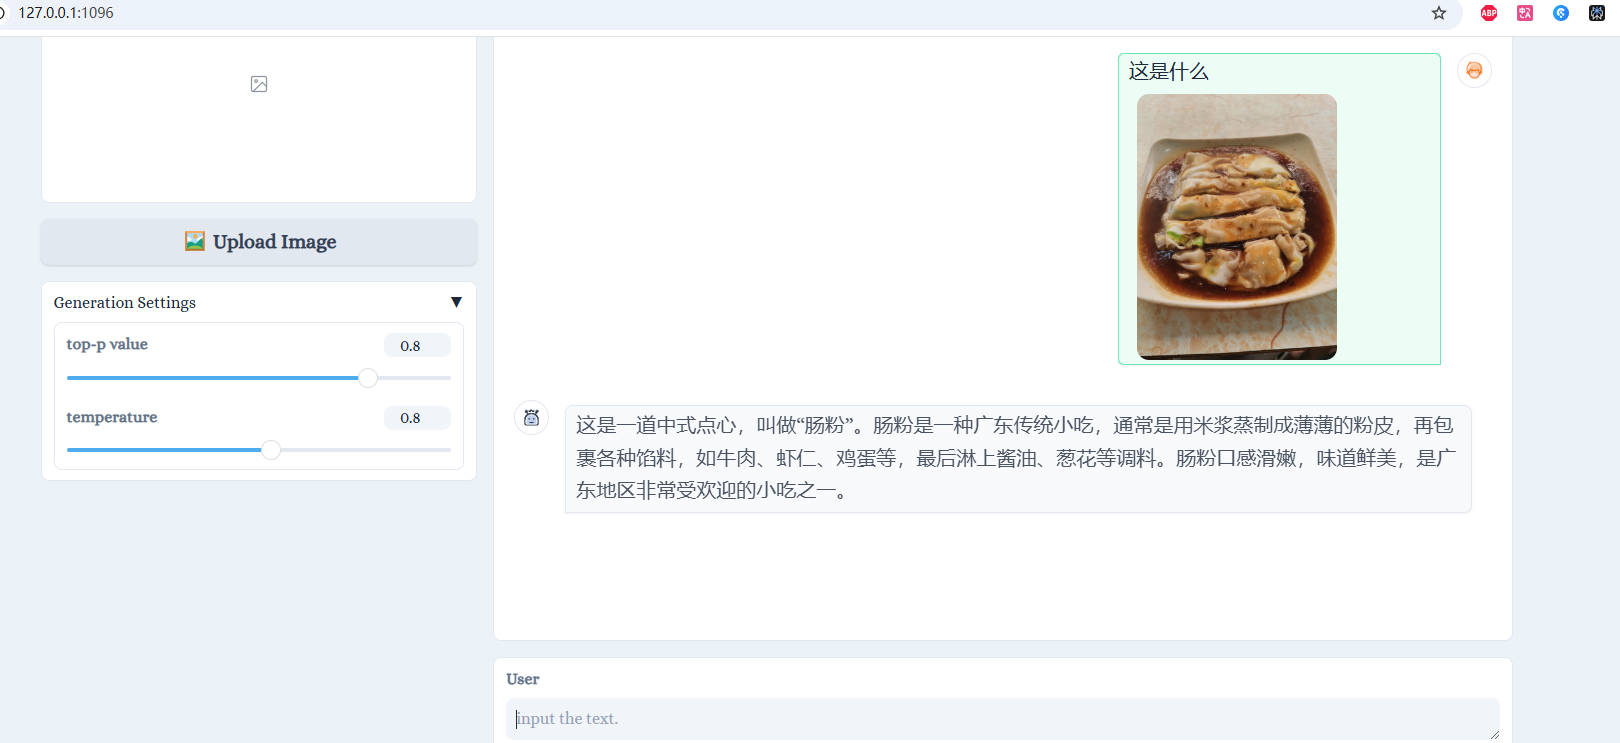 127.0.0.1:1096
ABP
这是什么
Upload Image
Generation Settings
top-p value
0.8
temperature
0.8
这是一道中式点心，叫做“肠粉”。肠粉是一种广东传统小吃，通常是用米浆蒸制成薄薄的粉皮，再包
裹各种馅料，如牛肉、虾仁、鸡蛋等，最后淋上酱油、葱花等调料。肠粉口感滑嫩，味道鲜美，是广
东地区非常受欢迎的小吃之一。
User
input the text.